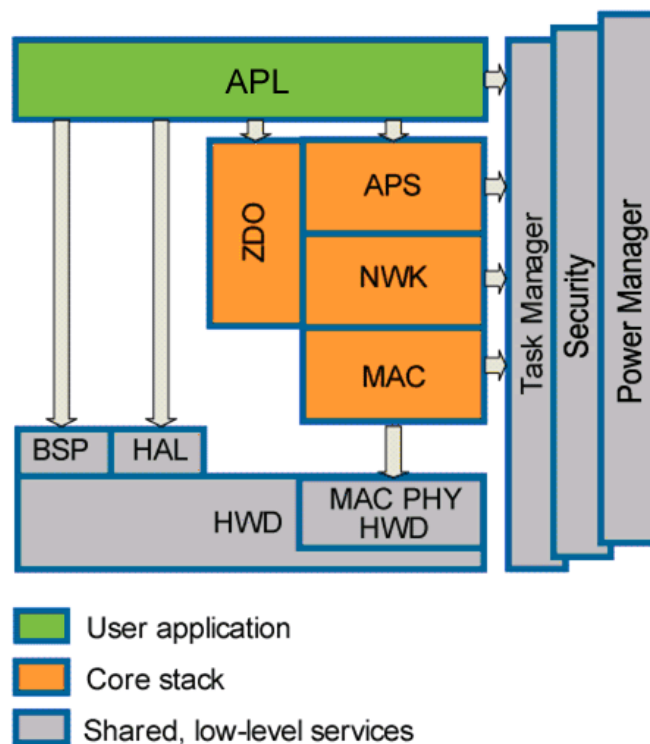 APL
ZDO
APS
NWK
MAC
BSP
HAL
HWD
MAC PHY
HWD
Task Manager
Security
Power Manager
User application
Core stack
Shared, low-level services